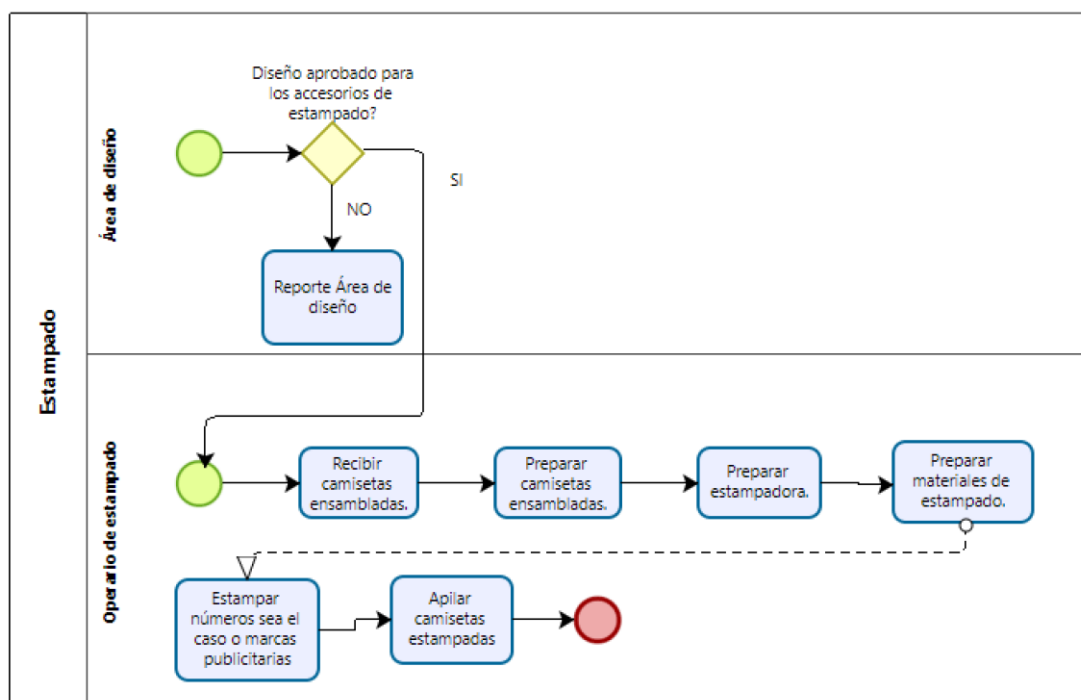 Estampado
Área de diseño
Diseño aprobado para
los accesorios de
estampado?
SI
NO
Reporte Área de
diseño
Operario de estampado
Recibir
camisetas
ensambladas.
Preparar
camisetas
ensambladas.
Preparar
estampadora.
Preparar
materiales de
estampado.
Estampar
números sea el
caso o marcas
publicitarias
Apilar
camisetas
estampadas